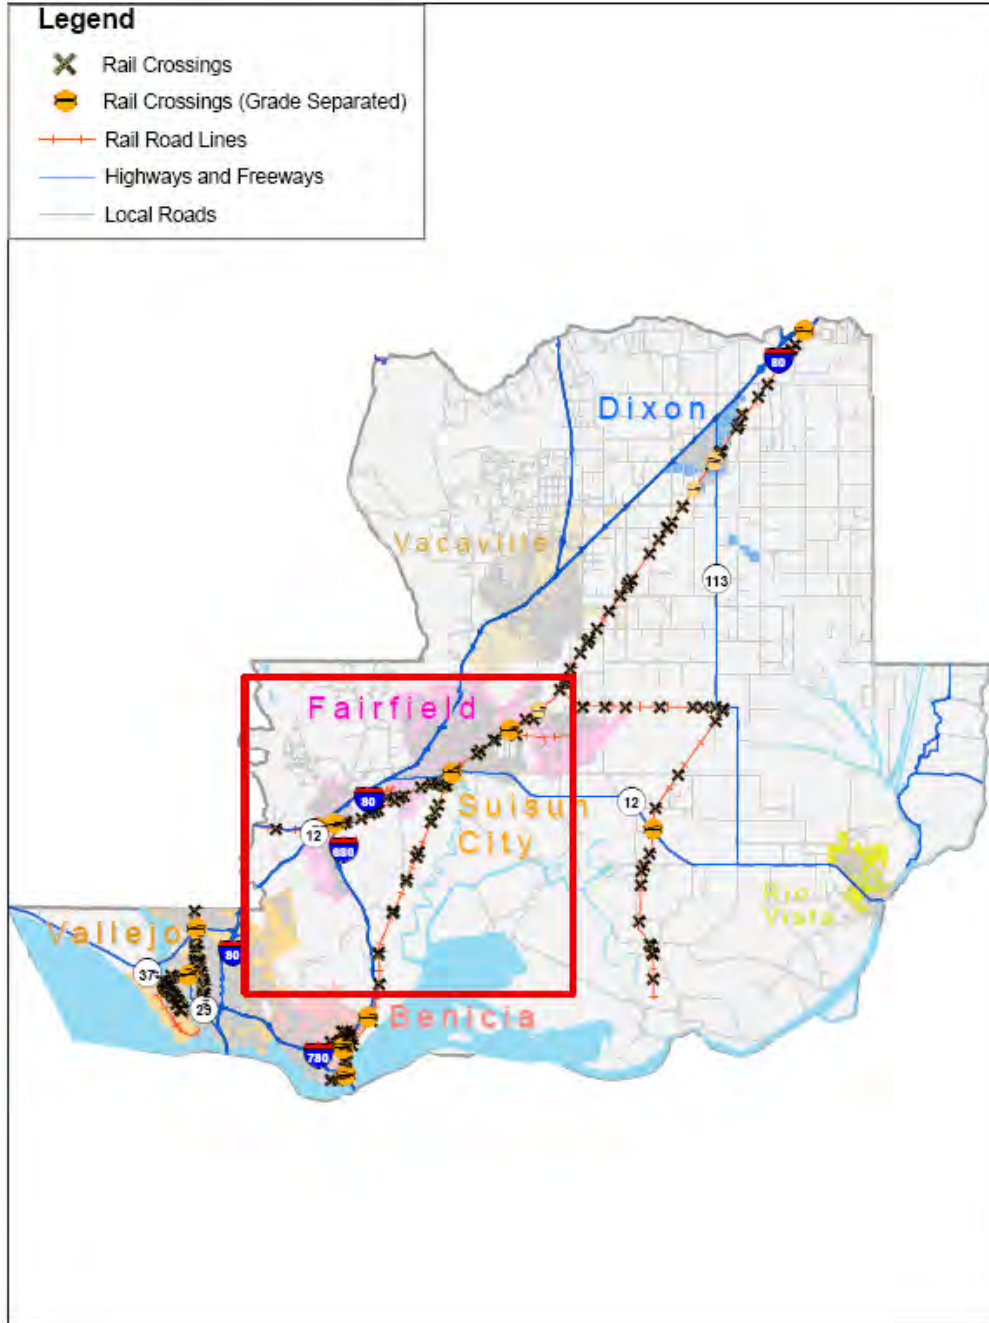 Legend
Rail Crossings
Rail Crossings (Grade Separated)
Rail Road Lines
Highways and Freeways
Local Roads
80
Dixon
Vacaville
113
Fairfield
80
Suisun
City
12
12
680
Rio
Vista
Vallejo
80
37
29
Benicia
780